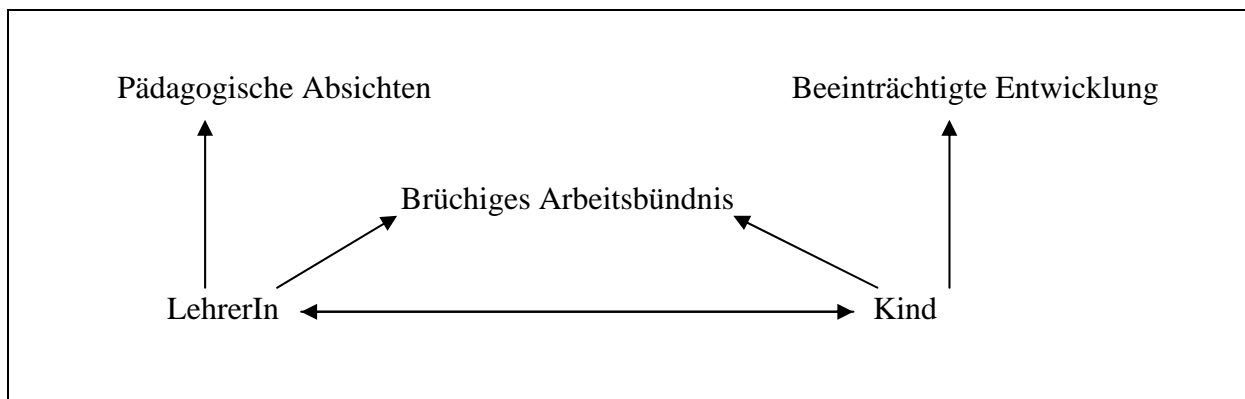 Pädagogische Absichten
Beeinträchtigte Entwicklung
Brüchiges Arbeitsbündnis
LehrerIn
Kind